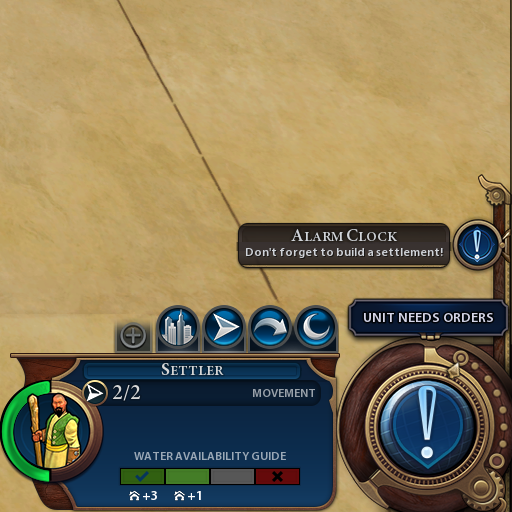 Alarm Clock
Don't forget to build a settlement!
UNIT NEEDS ORDERS
Settler
2/2 MOVEMENT
WATER AVAILABILITY GUIDE
+3 +1